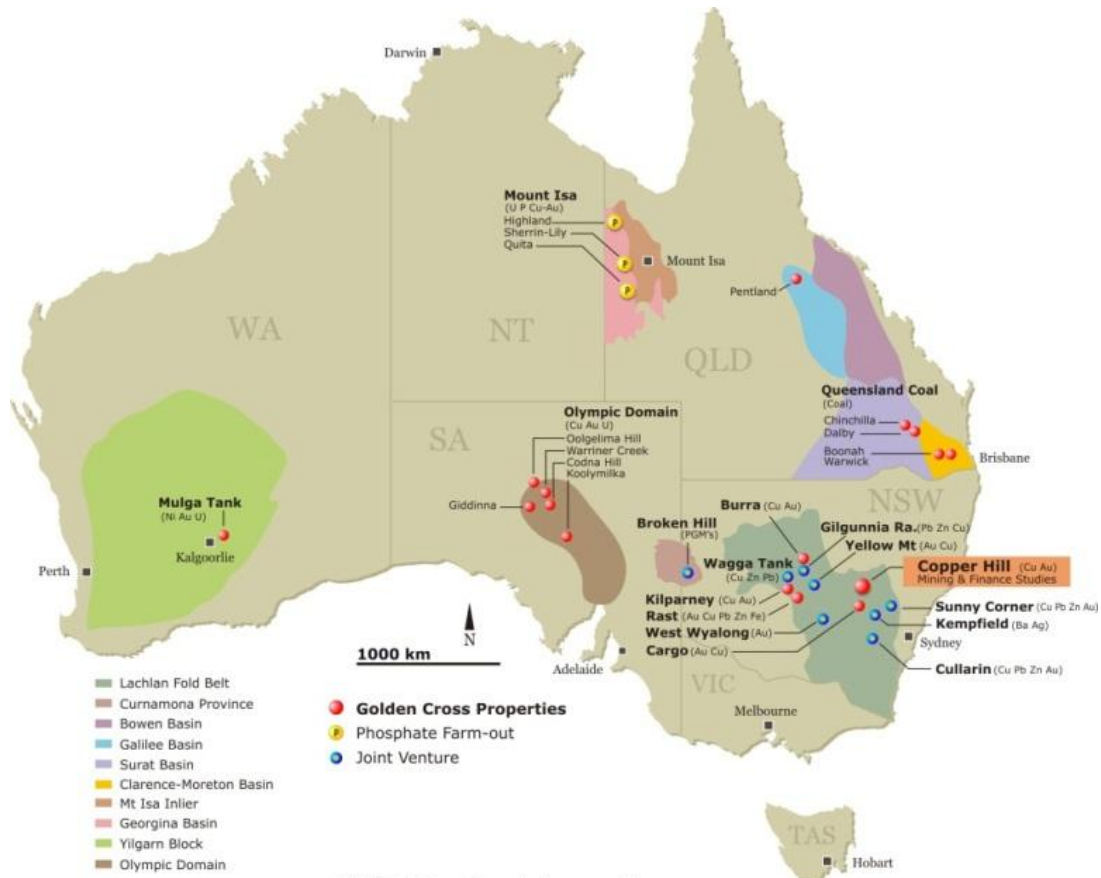 Darwin
Mount Isa
(U P Cu-Au)
Highland
Sherrin-Lily
Quita
P
P
P
Mount Isa
Pentland
WA
NT
QLD
Queensland Coal
(Coal)
Chinchilla
Dalby
Boonah
Warwick
Brisbane
SA
Olympic Domain
(Cu Au U)
Oolgelima Hill
Warriner Creek
Codna Hill
Koolymilka
Giddinna
Mulga Tank
(Ni Au U)
Kalgoorlie
Perth
NSW
Burra (Cu Au)
Gilgunnia Ra. (Pb Zn Cu)
Yellow Mt (Au Cu)
Broken Hill
(PGM's)
Wagga Tank
(Cu Zn Pb)
Copper Hill (Cu Au)
Mining & Finance Studies
Kilparney (Cu Au)
Rast (Au Cu Pb Zn Fe)
West Wyalong (Au)
Cargo (Au Cu)
Sunny Corner (Cu Pb Zn Au)
Kempfield (Ba Ag)
Sydney
Cullarin (Cu Pb Zn Au)
N
1000 km
Adelaide
VIC
Melbourne
TAS
Hobart
Lachlan Fold Belt
Curnamona Province
Bowen Basin
Galilee Basin
Surat Basin
Clarence-Moreton Basin
Mt Isa Inlier
Georgina Basin
Yilgarn Block
Olympic Domain
Golden Cross Properties
P Phosphate Farm-out
Joint Venture